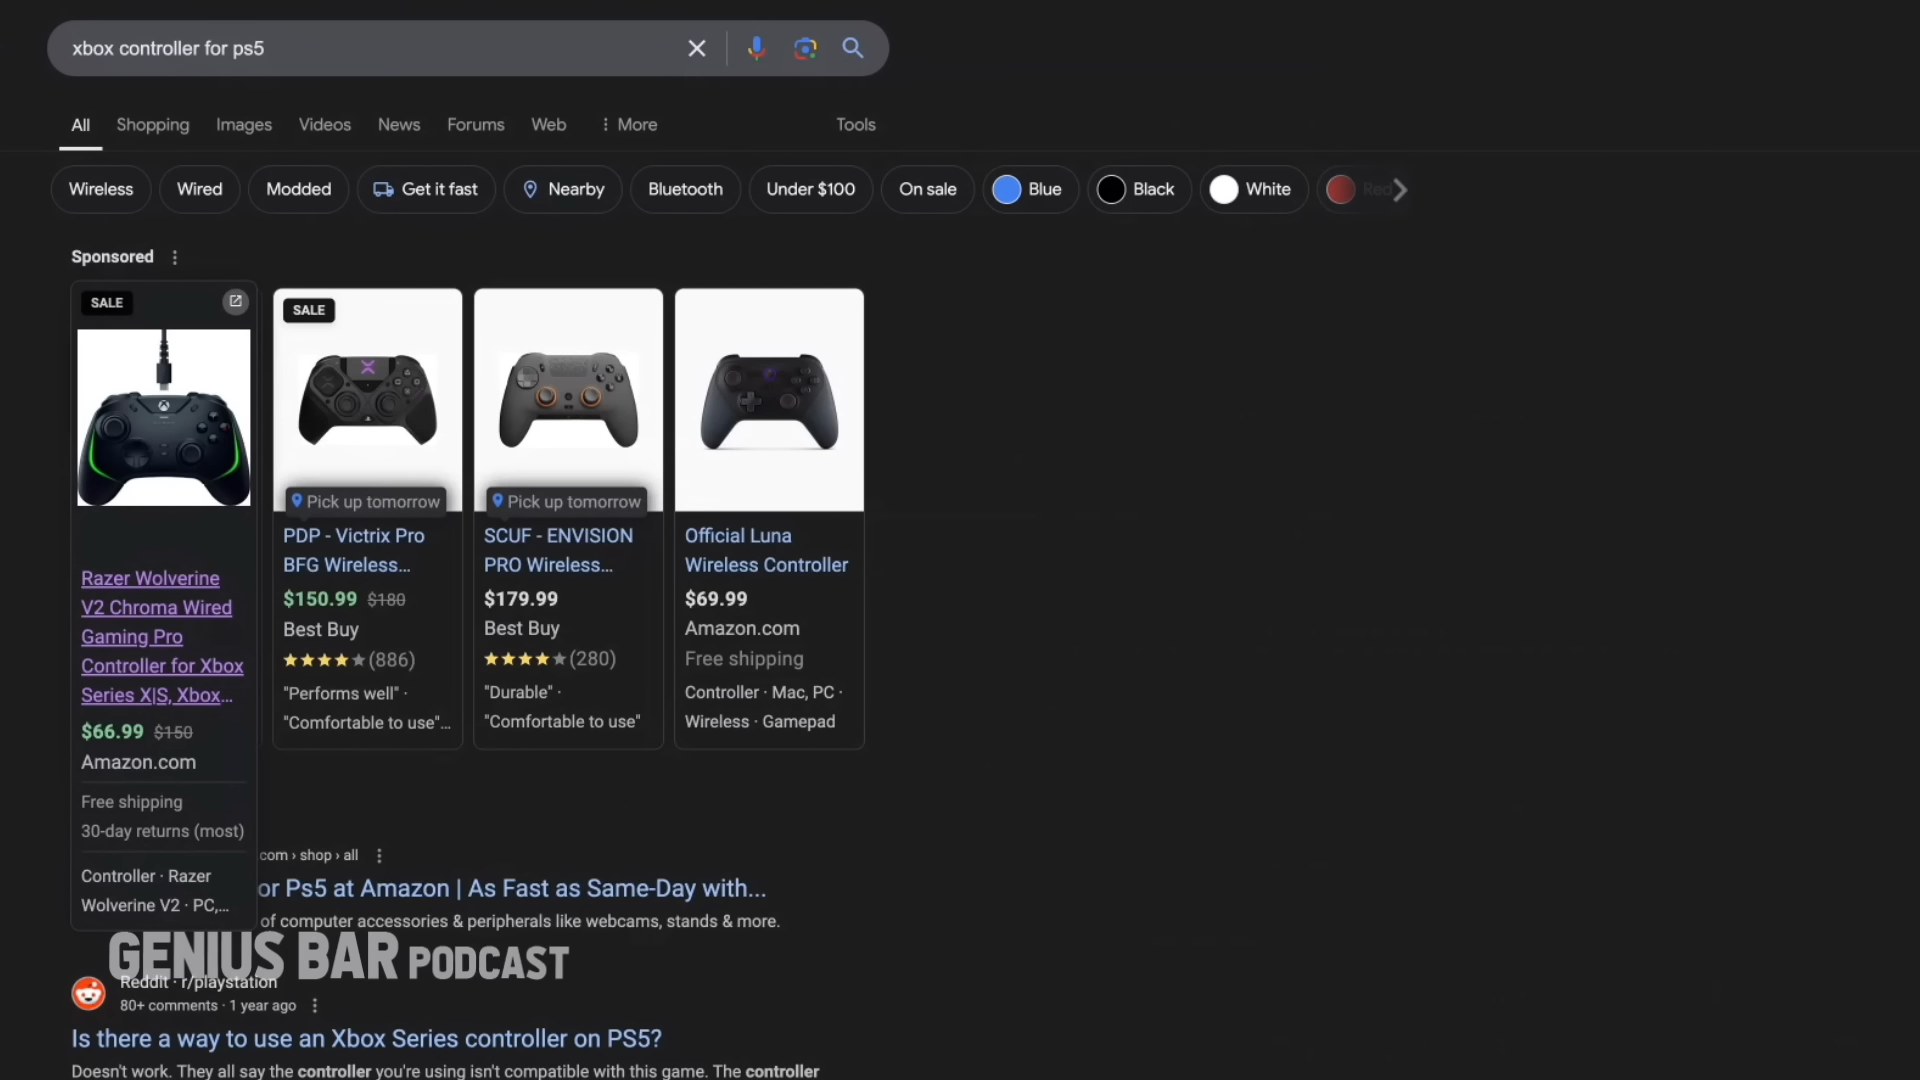 xbox controller for ps5
All Shopping Images Videos News Forums Web More Tools
Wireless Wired Modded Get it fast Nearby Bluetooth Under $100 On sale Blue Black White Red
Sponsored
SALE
Razer Wolverine
V2 Chroma Wired
Gaming Pro
Controller for Xbox
Series X|S, Xbox...
$66.99 $150
Amazon.com
Free shipping
30-day returns (most)
Controller · Razer
Wolverine V2 · PC,...
SALE
Pick up tomorrow
PDP - Victrix Pro
BFG Wireless...
$150.99 $180
Best Buy
(886)
"Performs well" ·
"Comfortable to use"...
Pick up tomorrow
SCUF - ENVISION
PRO Wireless...
$179.99
Best Buy
(280)
"Durable" ·
"Comfortable to use"
Official Luna
Wireless Controller
$69.99
Amazon.com
Free shipping
Controller · Mac, PC ·
Wireless · Gamepad
.com › shop › all
or Ps5 at Amazon | As Fast as Same-Day with...
of computer accessories & peripherals like webcams, stands & more.
GENIUS BAR PODCAST
Reddit · r/playstation
80+ comments · 1 year ago
Is there a way to use an Xbox Series controller on PS5?
Doesn't work. They all say the controller you're using isn't compatible with this game. The controller